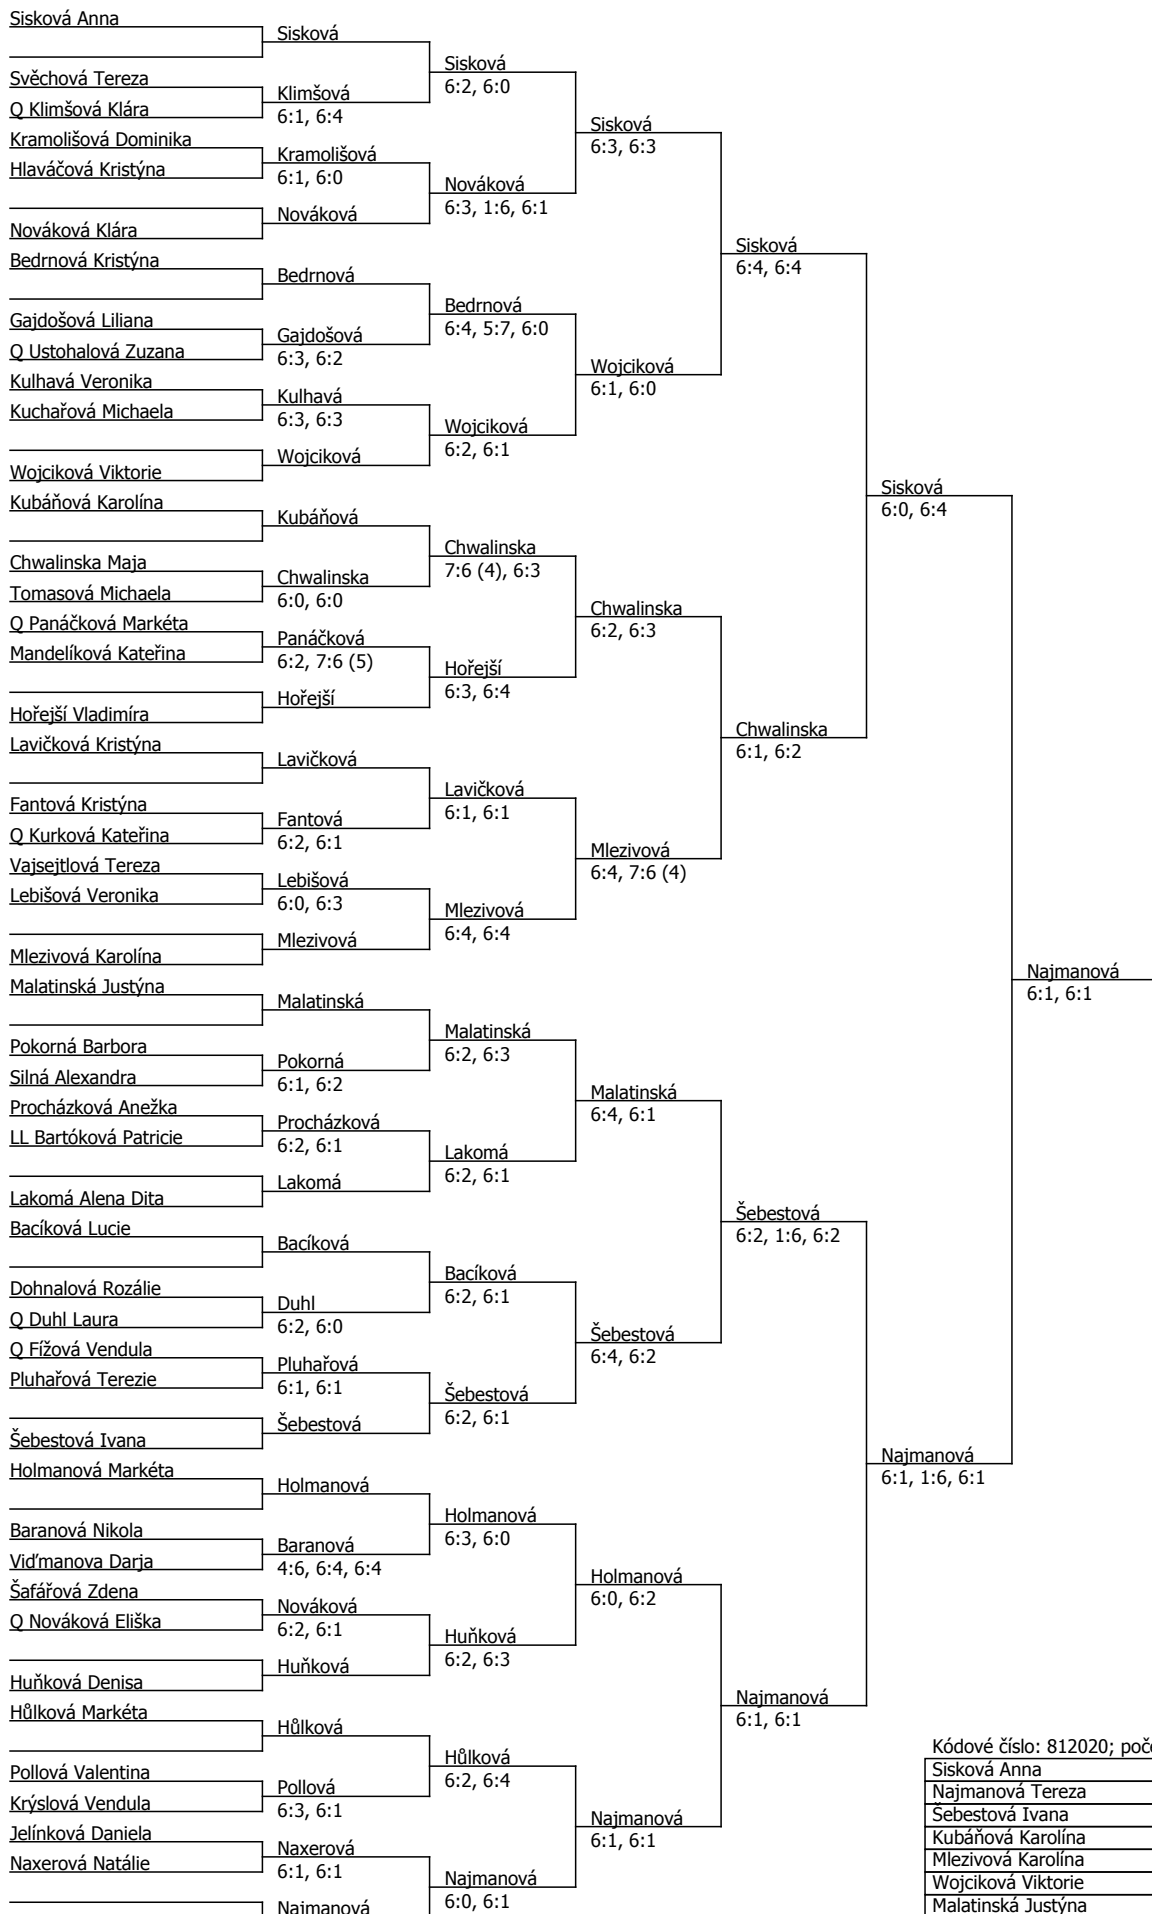 Sisková Anna
Sisková
Sisková
6:2, 6:0
Svěchová Tereza
Q Klimšová Klára
Klimšová
6:1, 6:4
Sisková
6:3, 6:3
Kramolišová Dominika
Hlaváčová Kristýna
Kramolišová
6:1, 6:0
Nováková
6:3, 1:6, 6:1
Nováková
Nováková Klára
Sisková
6:4, 6:4
Bedrnová Kristýna
Bedrnová
Bedrnová
6:4, 5:7, 6:0
Gajdošová Liliana
Q Ustohalová Zuzana
Gajdošová
6:3, 6:2
Wojciková
6:1, 6:0
Kulhavá Veronika
Kuchařová Michaela
Kulhavá
6:3, 6:3
Wojciková
6:2, 6:1
Wojciková
Wojciková Viktorie
Sisková
6:0, 6:4
Kubáňová Karolína
Kubáňová
Chwalinska
7:6 (4), 6:3
Chwalinska Maja
Tomasová Michaela
Chwalinska
6:0, 6:0
Chwalinska
6:2, 6:3
Q Panáčková Markéta
Mandelíková Kateřina
Panáčková
6:2, 7:6 (5)
Hořejší
6:3, 6:4
Hořejší
Hořejší Vladimíra
Chwalinska
6:1, 6:2
Lavičková Kristýna
Lavičková
Lavičková
6:1, 6:1
Fantová Kristýna
Q Kurková Kateřina
Fantová
6:2, 6:1
Mlezivová
6:4, 7:6 (4)
Vajsejtlová Tereza
Lebišová Veronika
Lebišová
6:0, 6:3
Mlezivová
6:4, 6:4
Mlezivová
Mlezivová Karolína
Najmanová
6:1, 6:1
Malatinská Justýna
Malatinská
Malatinská
6:2, 6:3
Pokorná Barbora
Silná Alexandra
Pokorná
6:1, 6:2
Malatinská
6:4, 6:1
Procházková Anežka
LL Bartóková Patricie
Procházková
6:2, 6:1
Lakomá
6:2, 6:1
Lakomá
Lakomá Alena Dita
Šebestová
6:2, 1:6, 6:2
Bacíková Lucie
Bacíková
Bacíková
6:2, 6:1
Dohnalová Rozálie
Q Duhl Laura
Duhl
6:2, 6:0
Šebestová
6:4, 6:2
Q Fížová Vendula
Pluhařová Terezie
Pluhařová
6:1, 6:1
Šebestová
6:2, 6:1
Šebestová
Šebestová Ivana
Najmanová
6:1, 1:6, 6:1
Holmanová Markéta
Holmanová
Holmanová
6:3, 6:0
Baranová Nikola
Viďmanova Darja
Baranová
4:6, 6:4, 6:4
Holmanová
6:0, 6:2
Šafářová Zdena
Q Nováková Eliška
Nováková
6:2, 6:1
Huňková
6:2, 6:3
Huňková
Huňková Denisa
Najmanová
6:1, 6:1
Hůlková Markéta
Hůlková
Hůlková
6:2, 6:4
Pollová Valentina
Krýslová Vendula
Pollová
6:3, 6:1
Najmanová
6:1, 6:1
Jelínková Daniela
Naxerová Natálie
Naxerová
6:1, 6:1
Najmanová
6:0, 6:1
Najmanová
Kódové číslo: 812020; poč
Sisková Anna
Najmanová Tereza
Šebestová Ivana
Kubáňová Karolína
Mlezivová Karolína
Wojciková Viktorie
Malatinská Justýna